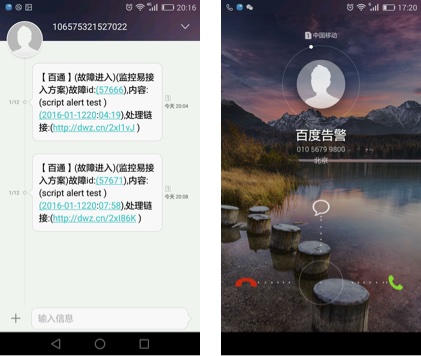 20:16
106575321527022
【百通】(故障进入)(监控易接
入方案)故障id:(57666),内容:
(script alert test )
(2016-01-1220:04:19),处理链
接:(http://dwz.cn/2xI1vJ )
1/12
1
今天 20:04
【百通】(故障进入)(监控易接
入方案)故障id:(57671),内容:
(script alert test )
(2016-01-1220:07:58),处理链
接:(http://dwz.cn/2xI86K )
1/12
1
今天 20:08
输入信息
17:20
1 中国移动
百度告警
010 5679 9800
北京